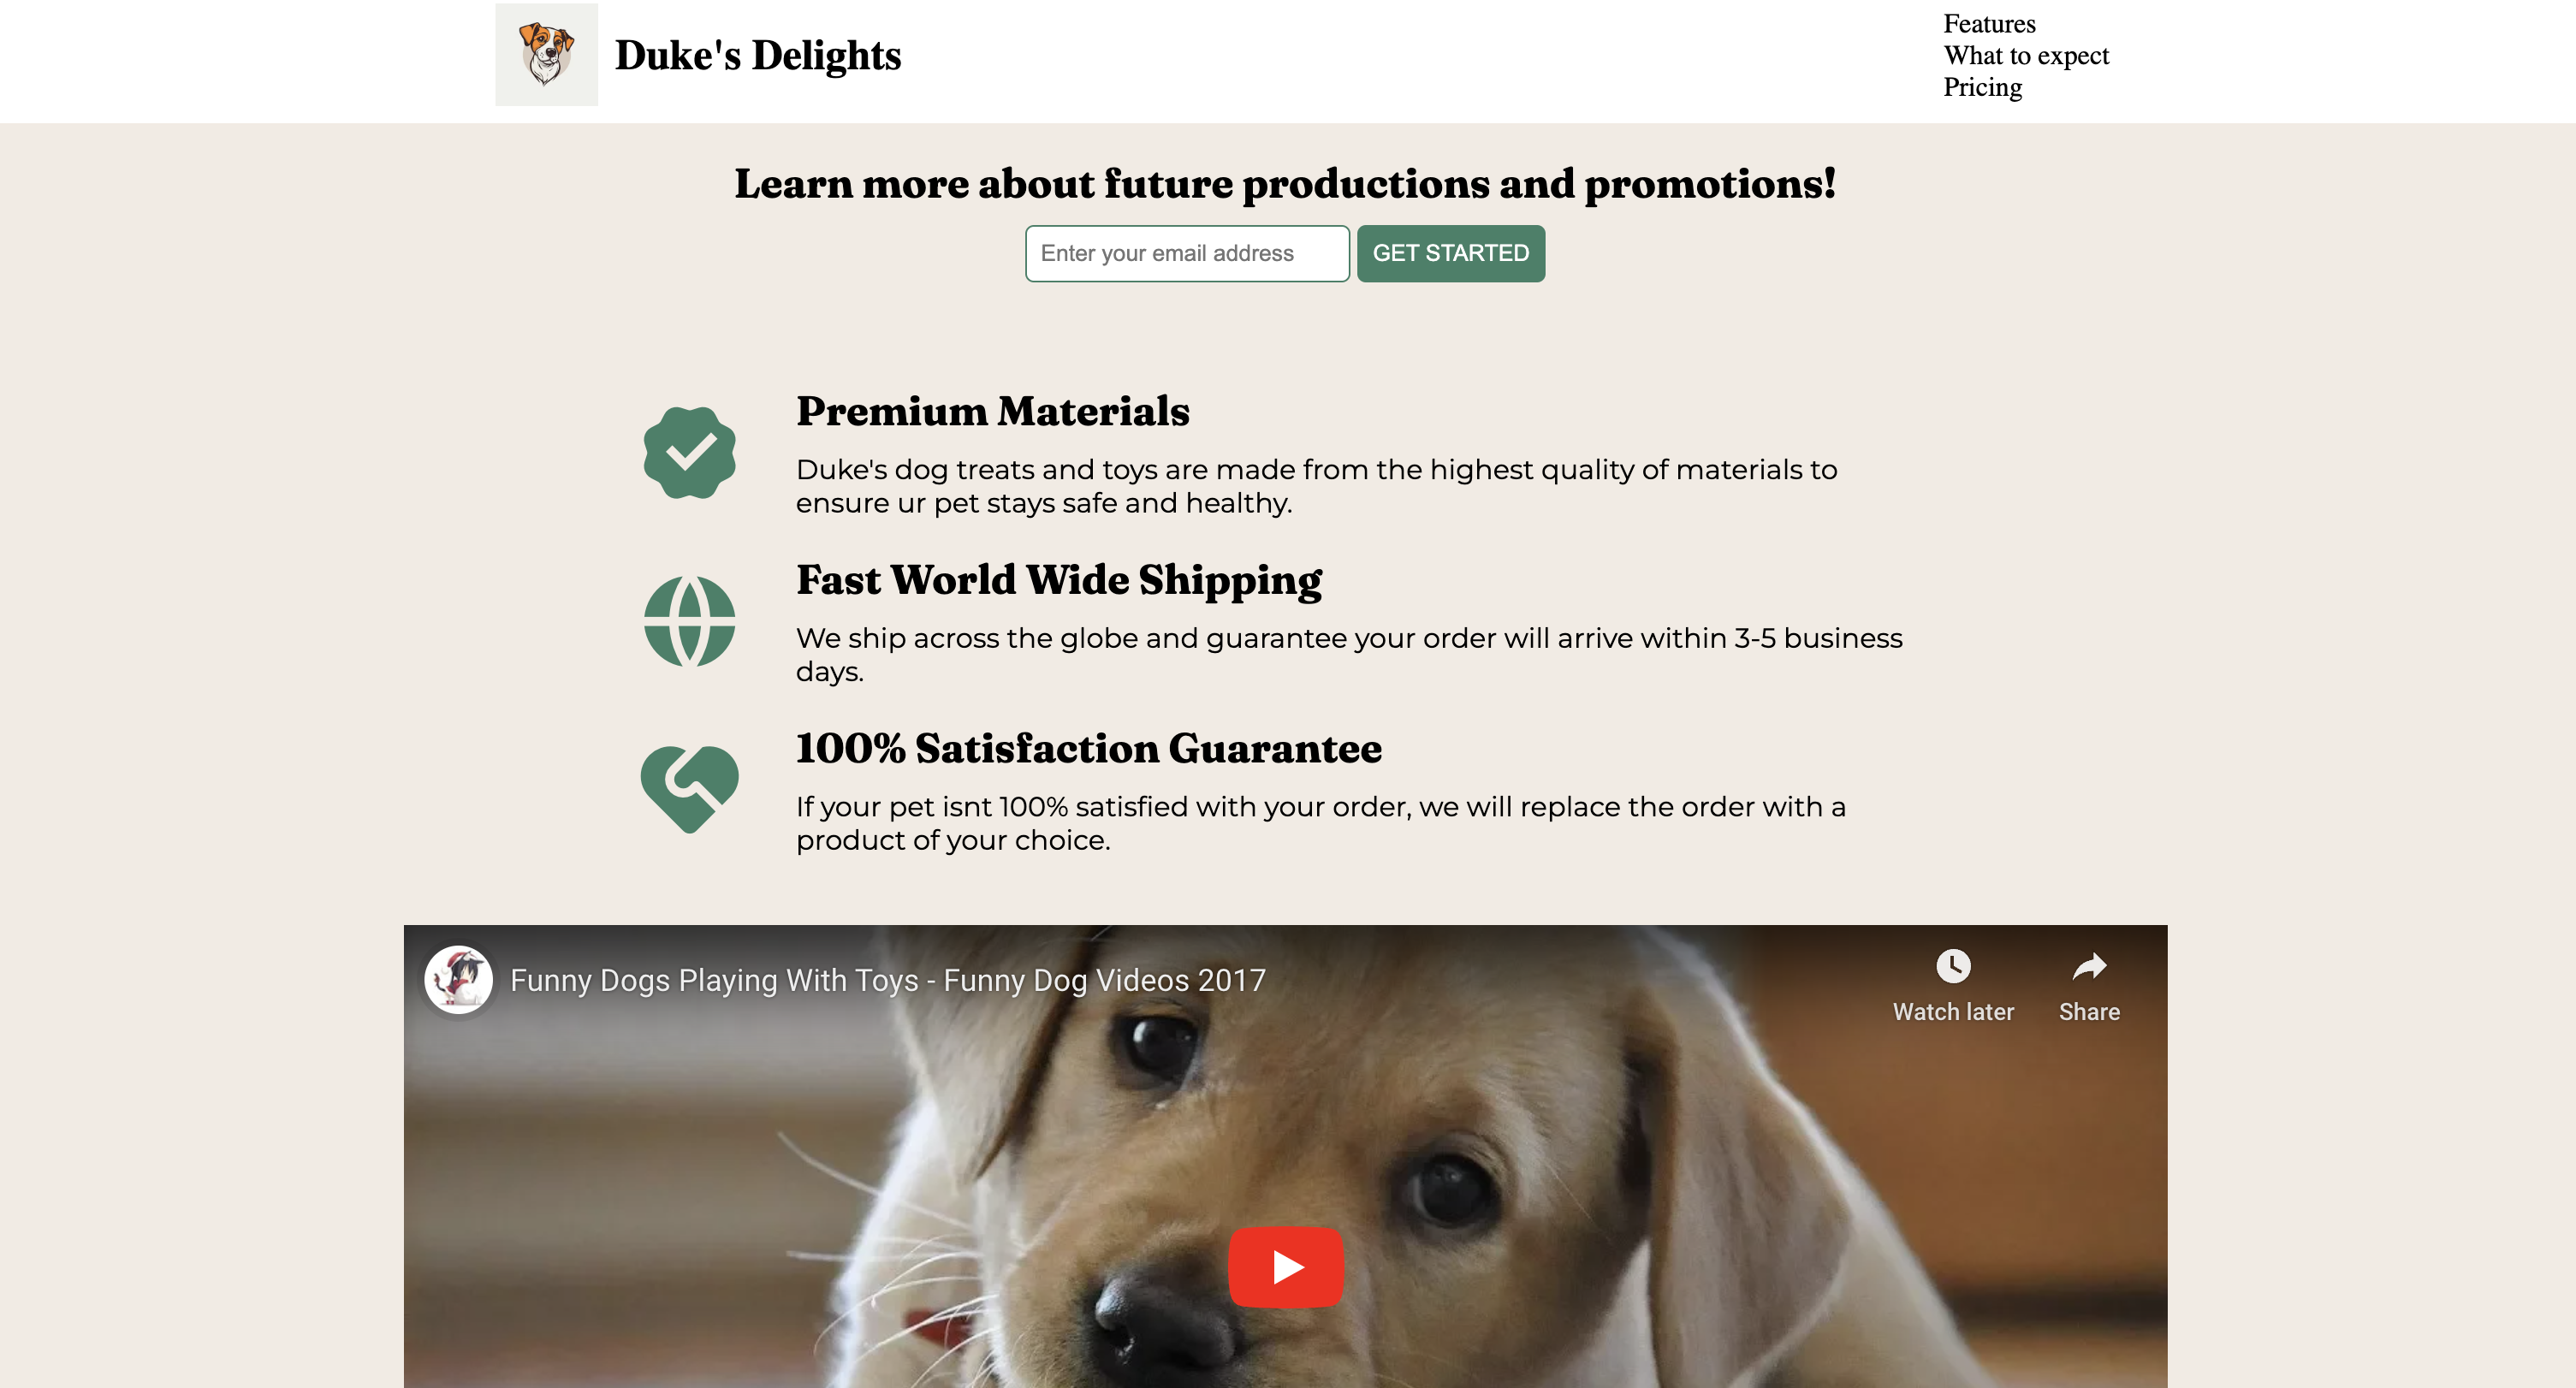 Duke's Delights
Features
What to expect
Pricing
Learn more about future productions and promotions!
Enter your email address
GET STARTED
Premium Materials
Duke's dog treats and toys are made from the highest quality of materials to
ensure ur pet stays safe and healthy.
Fast World Wide Shipping
We ship across the globe and guarantee your order will arrive within 3-5 business
days.
100% Satisfaction Guarantee
If your pet isnt 100% satisfied with your order, we will replace the order with a
product of your choice.
Funny Dogs Playing With Toys - Funny Dog Videos 2017
Watch later
Share